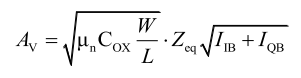 A_V = √(μ_n C_OX W/L) · Z_eq √(I_IB + I_QB)